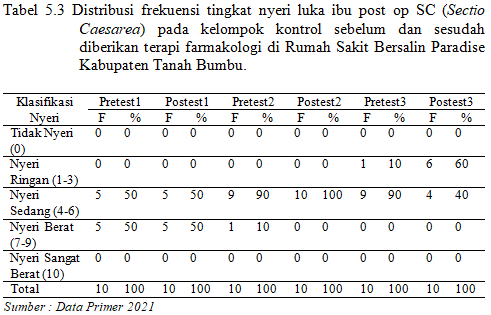 Tabel 5.3 Distribusi frekuensi tingkat nyeri luka ibu post op SC (Sectio
Caesarea) pada kelompok kontrol sebelum dan sesudah
diberikan terapi farmakologi di Rumah Sakit Bersalin Paradise
Kabupaten Tanah Bumbu.
Klasifikasi Pretest1 Postest1 Pretest2 Postest2 Pretest3 Postest3
Nyeri F % F % F % F % F % F %
Tidak Nyeri 0 0 0 0 0 0 0 0 0 0 0 0
(0)
Nyeri 0 0 0 0 0 0 0 0 1 10 6 60
Ringan (1-3)
Nyeri 5 50 5 50 9 90 10 100 9 90 4 40
Sedang (4-6)
Nyeri Berat 5 50 5 50 1 10 0 0 0 0 0 0
(7-9)
Nyeri Sangat 0 0 0 0 0 0 0 0 0 0 0 0
Berat (10)
Total 10 100 10 100 10 100 10 100 10 100 10 100
Sumber : Data Primer 2021